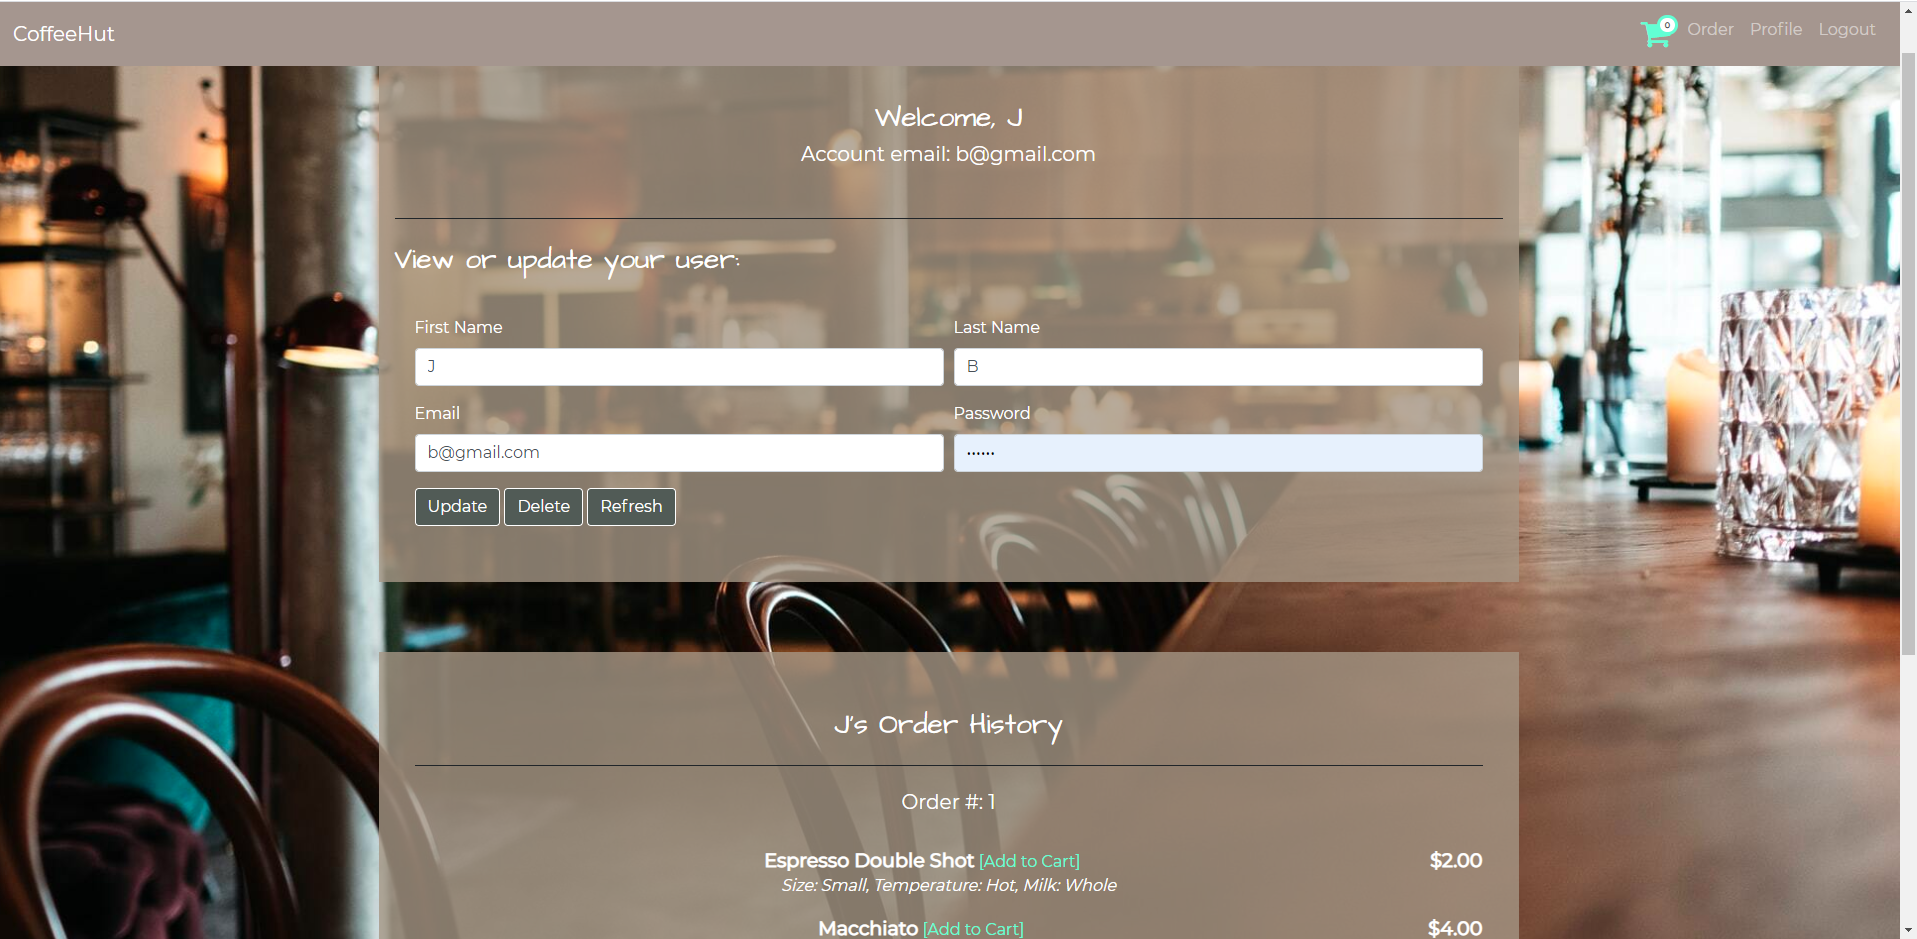 CoffeeHut
0 Order Profile Logout
Welcome, J
Account email: b@gmail.com
View or update your user:
First Name Last Name
J B
Email Password
b@gmail.com ••••••
Update Delete Refresh
J's Order History
Order #: 1
Espresso Double Shot [Add to Cart] $2.00
Size: Small, Temperature: Hot, Milk: Whole
Macchiato [Add to Cart] $4.00